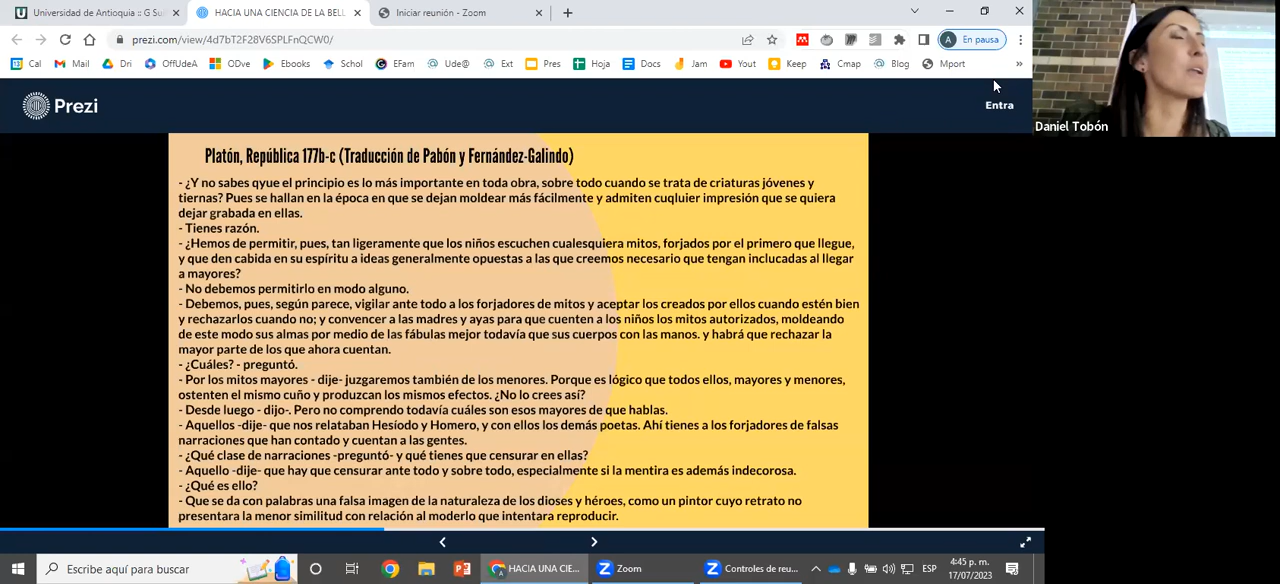 Universidad de Antioquia :: G Sui
HACIA UNA CIENCIA DE LA BELL
Iniciar reunión - Zoom
prezi.com/view/4d7bT2F28V6SPLFnQCW0/
A En pausa
Cal Mail Dri OffUdeA ODve Ebooks Schol EFam Ude@ Ext Pres Hoja Docs Jam Yout Keep Cmap Blog Mport »
Prezi
Entra
Daniel Tobón
Platón, República 177b-c (Traducción de Pabón y Fernández-Galindo)
- ¿Y no sabes qyue el principio es lo más importante en toda obra, sobre todo cuando se trata de criaturas jóvenes y
tiernas? Pues se hallan en la época en que se dejan moldear más fácilmente y admiten cuqluier impresión que se quiera
dejar grabada en ellas.
- Tienes razón.
- ¿Hemos de permitir, pues, tan ligeramente que los niños escuchen cualesquiera mitos, forjados por el primero que llegue,
y que den cabida en su espíritu a ideas generalmente opuestas a las que creemos necesario que tengan inclucadas al llegar
a mayores?
- No debemos permitirlo en modo alguno.
- Debemos, pues, según parece, vigilar ante todo a los forjadores de mitos y aceptar los creados por ellos cuando estén bien
y rechazarlos cuando no; y convencer a las madres y ayas para que cuenten a los niños los mitos autorizados, moldeando
de este modo sus almas por medio de las fábulas mejor todavía que sus cuerpos con las manos. y habrá que rechazar la
mayor parte de los que ahora cuentan.
- ¿Cuáles? - preguntó.
- Por los mitos mayores - dije- juzgaremos también de los menores. Porque es lógico que todos ellos, mayores y menores,
ostenten el mismo cuño y produzcan los mismos efectos. ¿No lo crees así?
- Desde luego - dijo-. Pero no comprendo todavía cuáles son esos mayores de que hablas.
- Aquellos -dije- que nos relataban Hesíodo y Homero, y con ellos los demás poetas. Ahí tienes a los forjadores de falsas
narraciones que han contado y cuentan a las gentes.
- ¿Qué clase de narraciones -preguntó- y qué tienes que censurar en ellas?
- Aquello -dije- que hay que censurar ante todo y sobre todo, especialmente si la mentira es además indecorosa.
- ¿Qué es ello?
- Que se da con palabras una falsa imagen de la naturaleza de los dioses y héroes, como un pintor cuyo retrato no
presentara la menor similitud con relación al moderlo que intentara reproducir.
Escribe aquí para buscar
HACIA UNA CIE...
Zoom
Controles de reu...
ESP
4:45 p. m.
17/07/2023